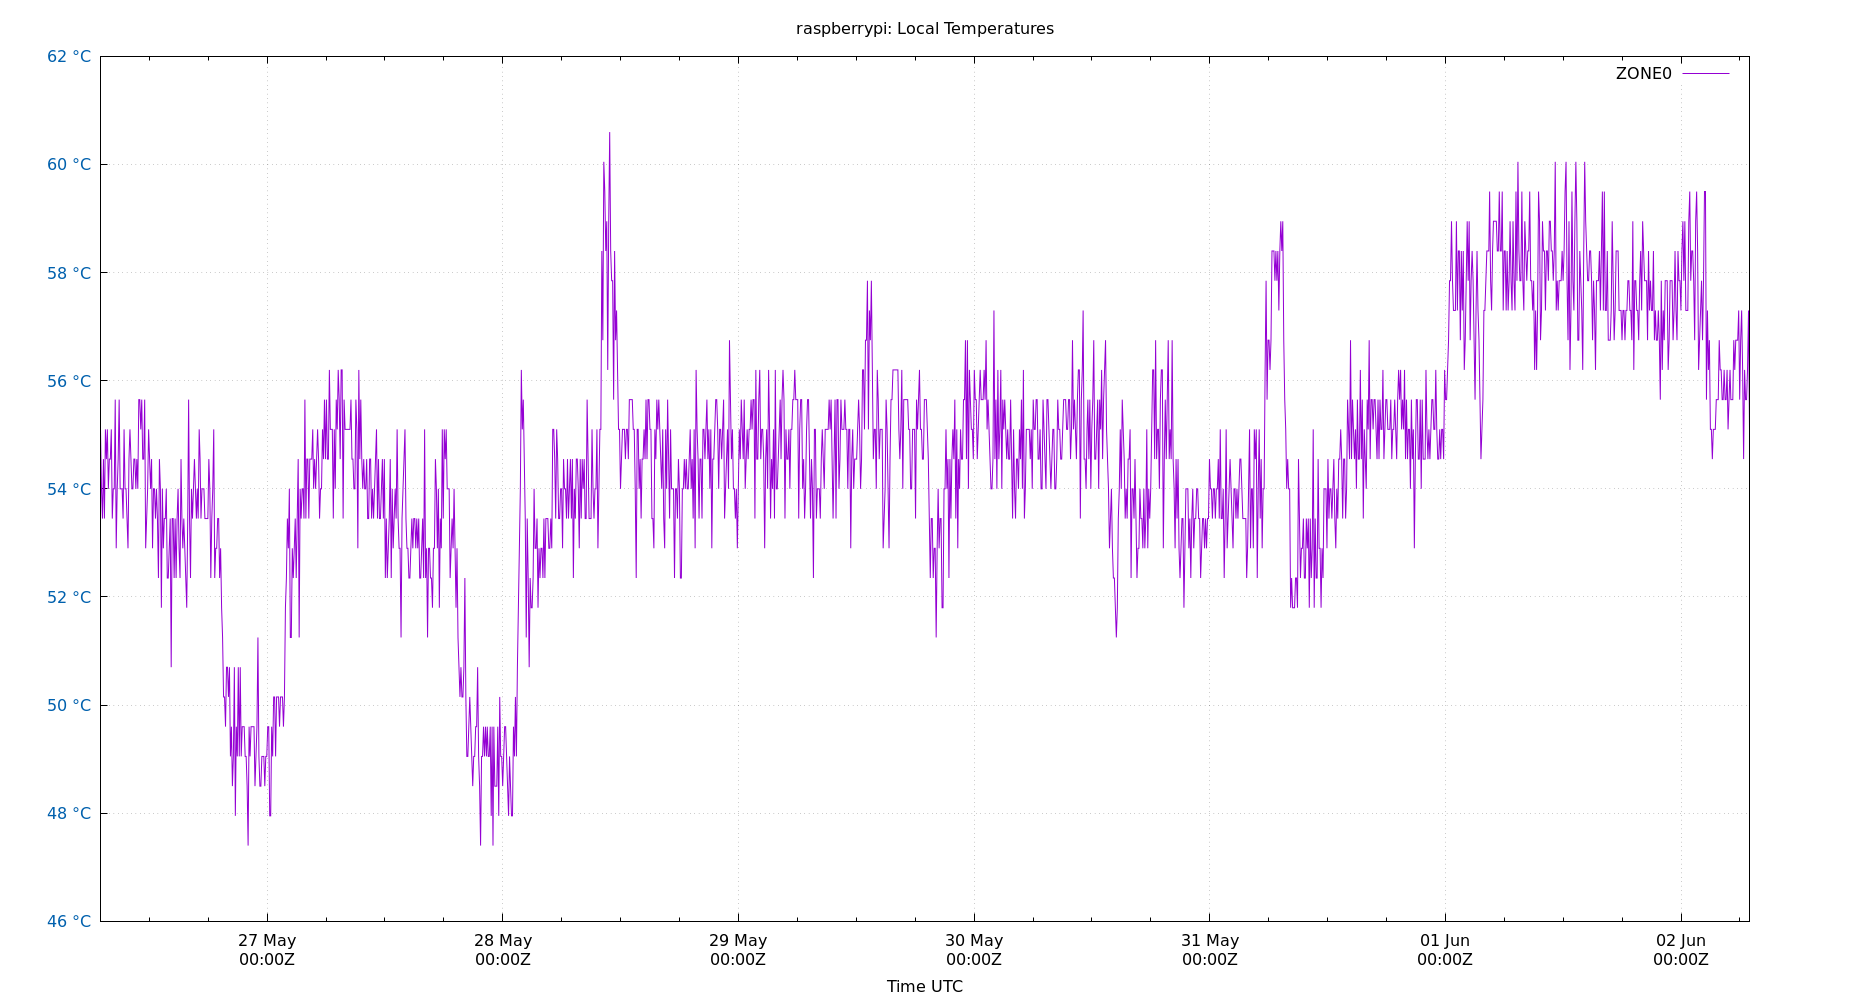 raspberrypi: Local Temperatures
62 °C
ZONE0
60 °C
58 °C
56 °C
54 °C
52 °C
50 °C
48 °C
46 °C
27 May
00:00Z
28 May
00:00Z
29 May
00:00Z
30 May
00:00Z
31 May
00:00Z
01 Jun
00:00Z
02 Jun
00:00Z
Time UTC